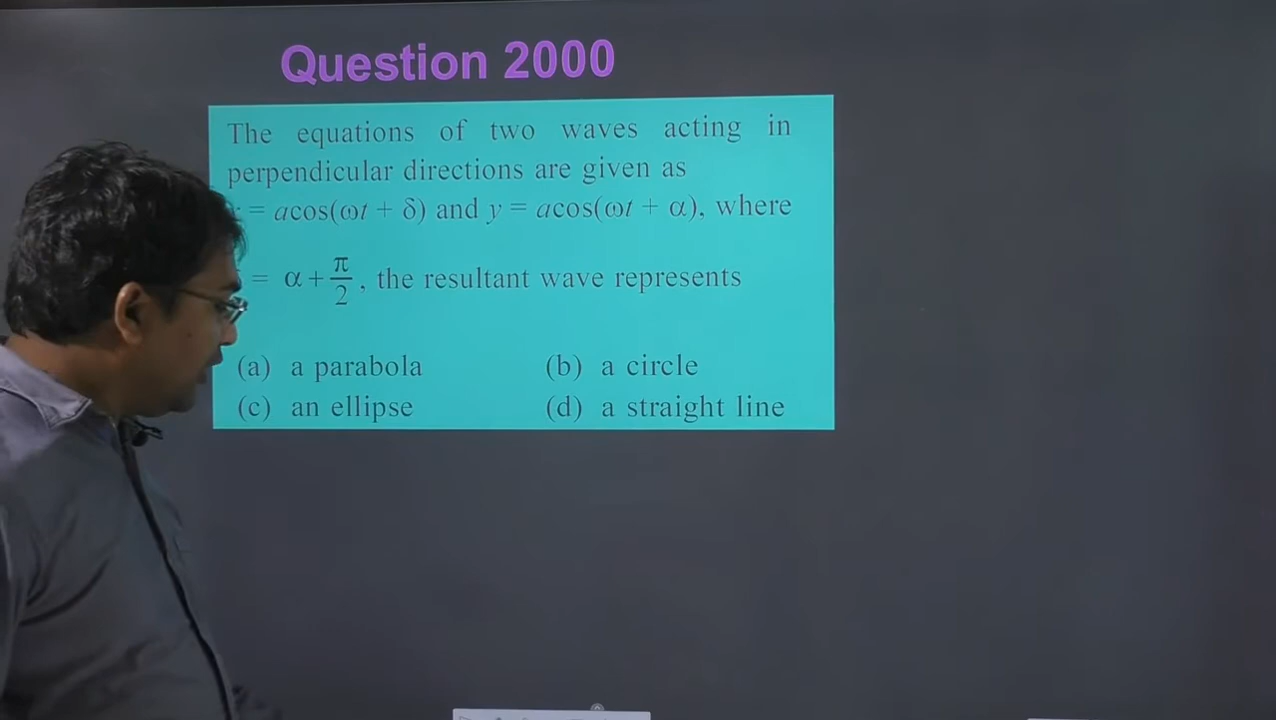 Question 2000
The equations of two waves acting in
perpendicular directions are given as
= acos(ωt + δ) and y = acos(ωt + α), where
= α + π/2, the resultant wave represents
(a) a parabola (b) a circle
(c) an ellipse (d) a straight line